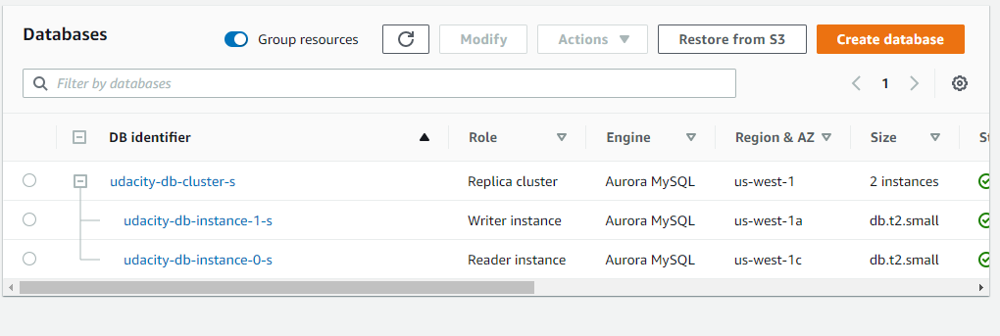 Databases
Group resources
Modify
Actions
Restore from S3
Create database
Filter by databases
1
DB identifier Role Engine Region & AZ Size
udacity-db-cluster-s Replica cluster Aurora MySQL us-west-1 2 instances
udacity-db-instance-1-s Writer instance Aurora MySQL us-west-1a db.t2.small
udacity-db-instance-0-s Reader instance Aurora MySQL us-west-1c db.t2.small